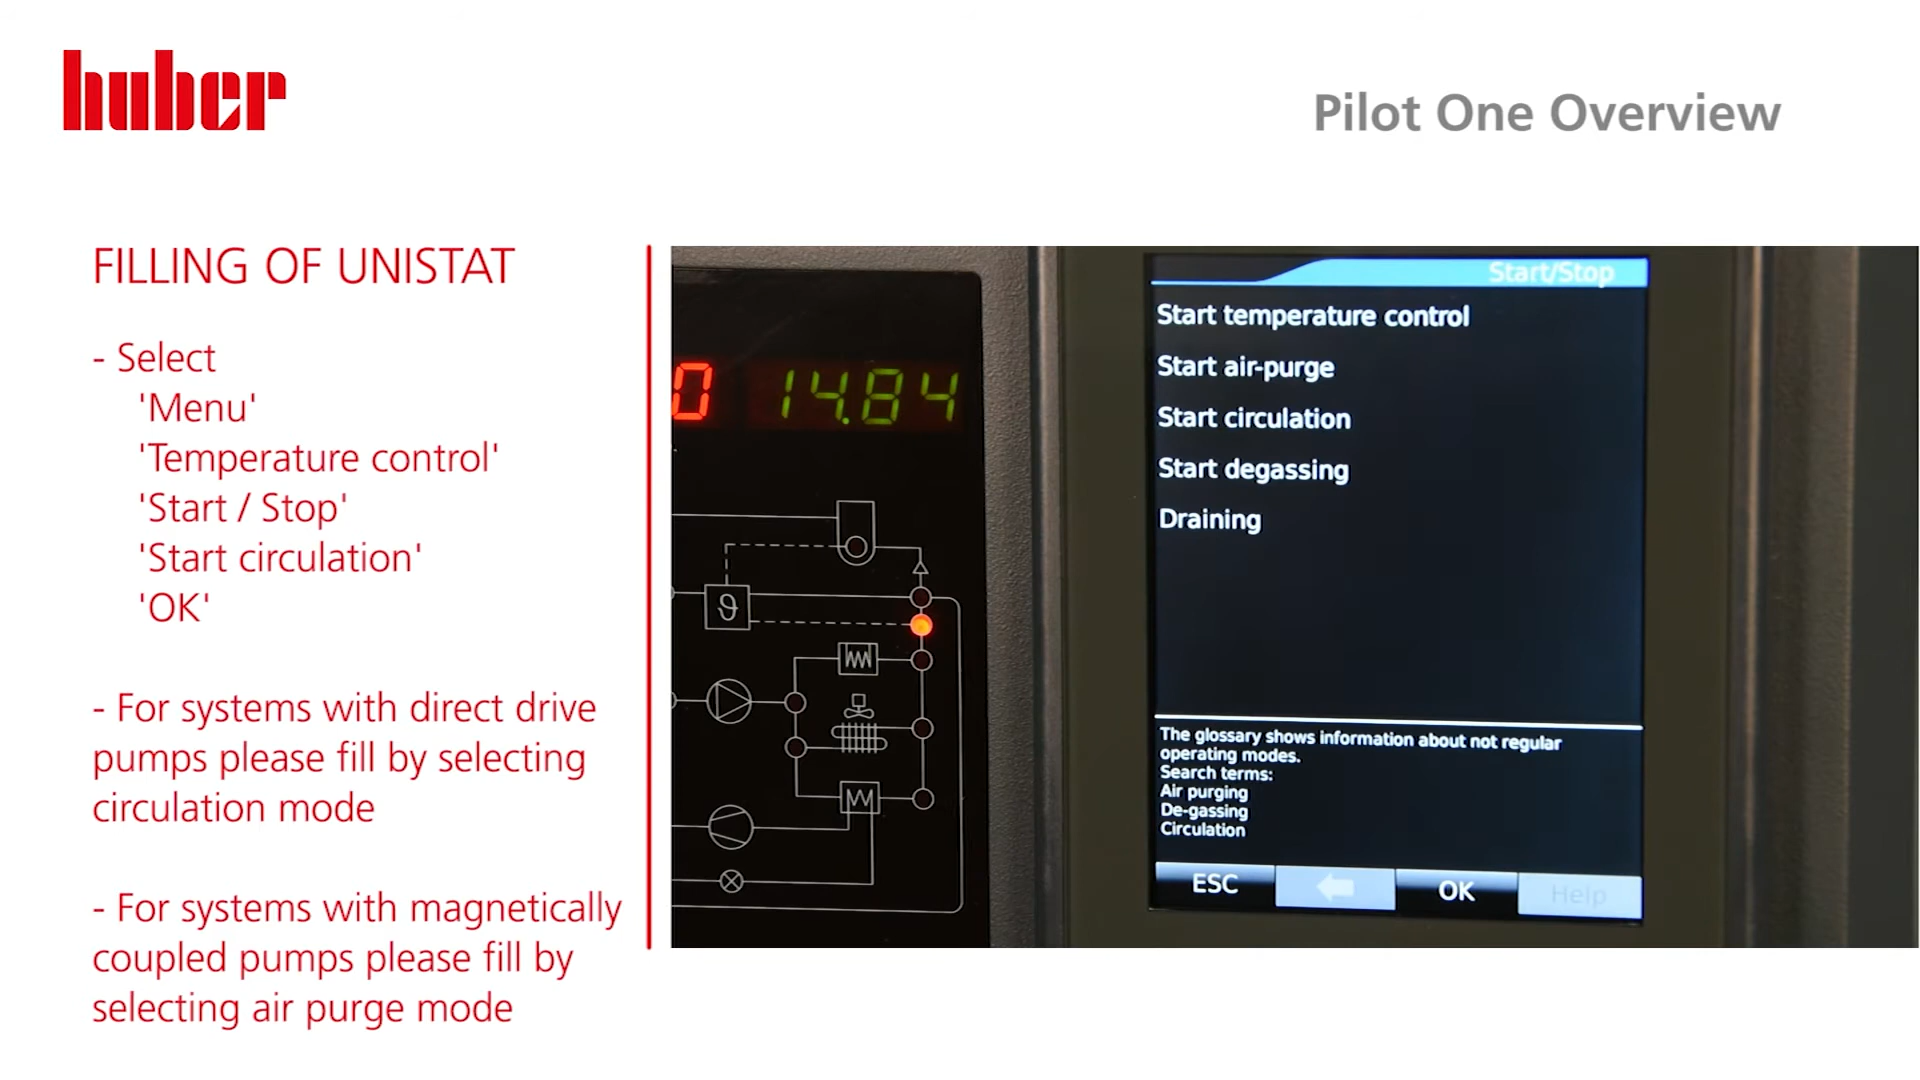 huber
Pilot One Overview
FILLING OF UNISTAT
- Select
'Menu'
'Temperature control'
'Start / Stop'
'Start circulation'
'OK'
- For systems with direct drive
pumps please fill by selecting
circulation mode
- For systems with magnetically
coupled pumps please fill by
selecting air purge mode
0 14.84
ϑ
Start/Stop
Start temperature control
Start air-purge
Start circulation
Start degassing
Draining
The glossary shows information about not regular
operating modes.
Search terms:
Air purging
De-gassing
Circulation
ESC OK Help